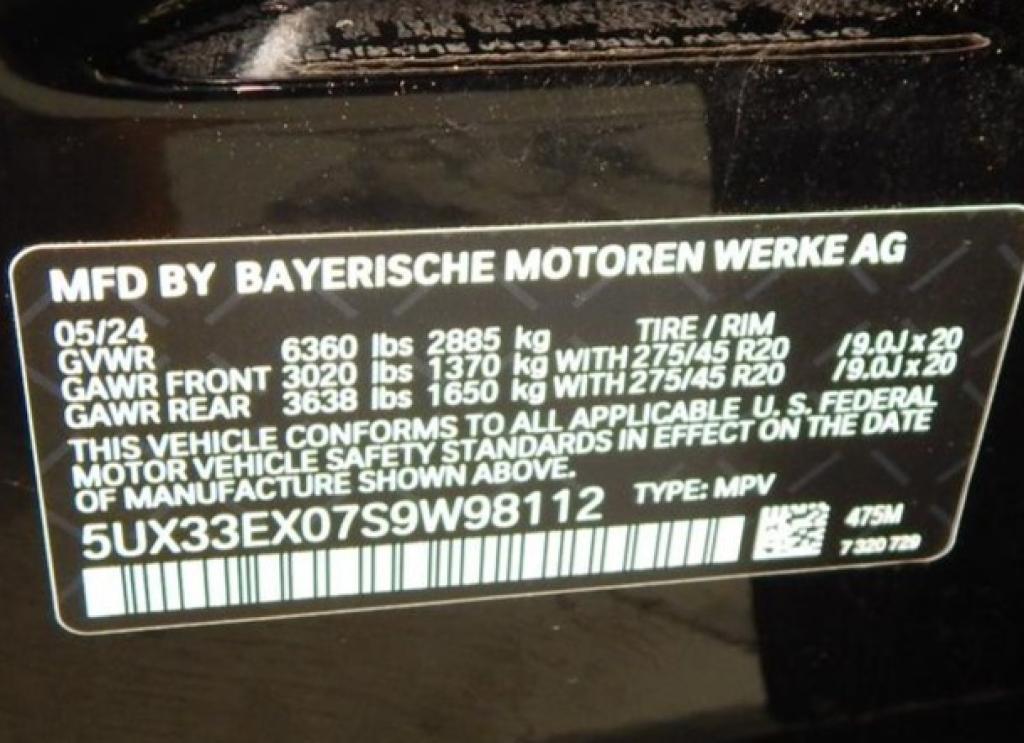 MFD BY BAYERISCHE MOTOREN WERKE AG
05/24 TIRE / RIM
GVWR 6360 lbs 2885 kg
GAWR FRONT 3020 lbs 1370 kg WITH 275/45 R20 /9.0J x 20
GAWR REAR 3638 lbs 1650 kg WITH 275/45 R20 /9.0J x 20
THIS VEHICLE CONFORMS TO ALL APPLICABLE U. S. FEDERAL
MOTOR VEHICLE SAFETY STANDARDS IN EFFECT ON THE DATE
OF MANUFACTURE SHOWN ABOVE.
5UX33EX07S9W98112 TYPE: MPV
475M
7 320 729